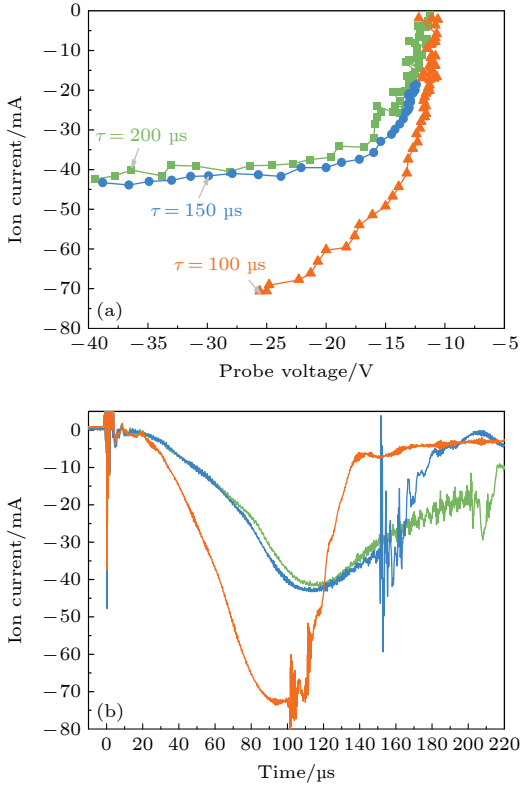 0
−10
−20
−30
−40
−50
−60
−70
−80
Ion current/mA
τ = 200 µs
τ = 150 µs
τ = 100 µs
(a)
−40 −35 −30 −25 −20 −15 −10 −5
Probe voltage/V
0
−10
−20
−30
−40
−50
−60
−70
−80
Ion current/mA
(b)
0 20 40 60 80 100 120 140 160 180 200 220
Time/µs